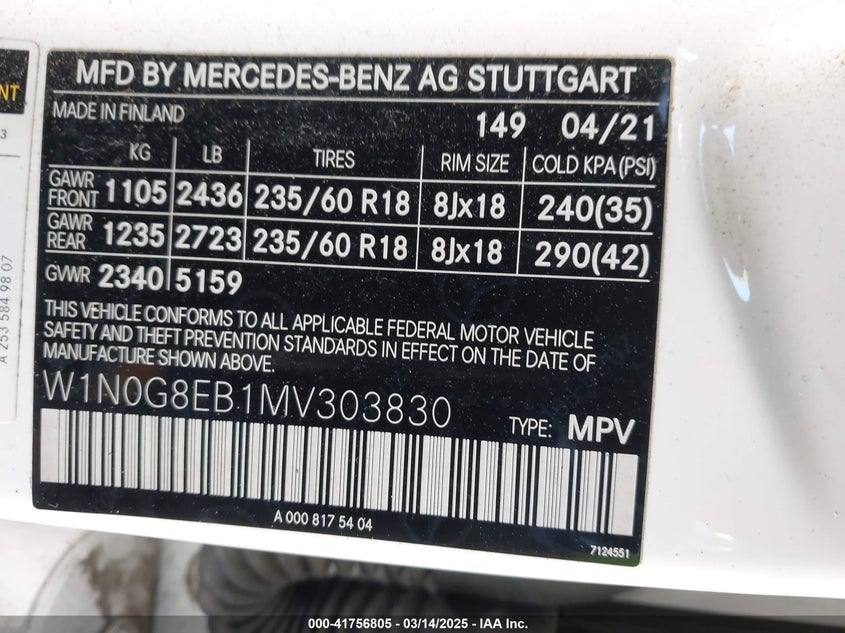 NT
3
A 253 584 98 07
MFD BY MERCEDES-BENZ AG STUTTGART
MADE IN FINLAND 149 04/21
KG LB TIRES RIM SIZE COLD KPA (PSI)
GAWR FRONT 1105 2436 235/60 R18 8Jx18 240(35)
GAWR REAR 1235 2723 235/60 R18 8Jx18 290(42)
GWWR 2340 5159
THIS VEHICLE CONFORMS TO ALL APPLICABLE FEDERAL MOTOR VEHICLE
SAFETY AND THEFT PREVENTION STANDARDS IN EFFECT ON THE DATE OF
MANUFACTURE SHOWN ABOVE.
W1N0G8EB1MV303830
TYPE: MPV
A 000 817 54 04
7124551
000-41756805 / 03/14/2025 - IAA Inc.